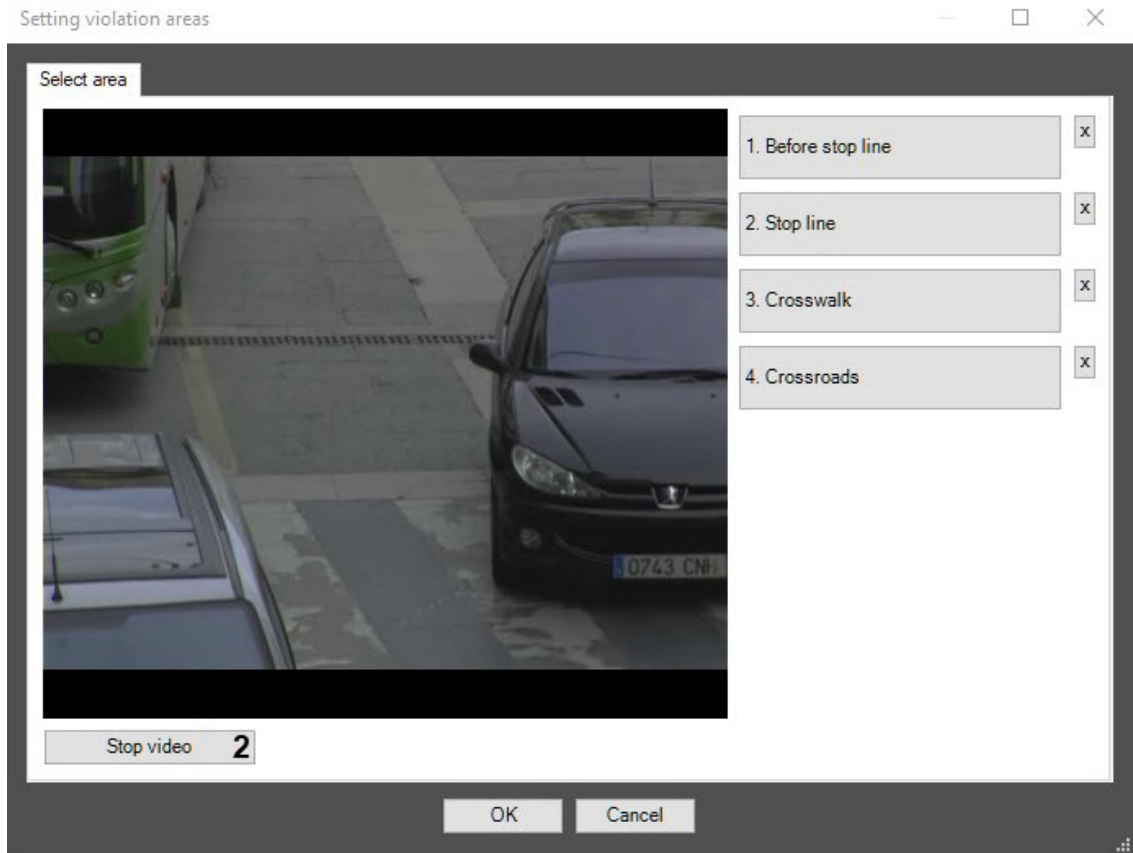 Setting violation areas
Select area
1. Before stop line
x
2. Stop line
x
3. Crosswalk
x
4. Crossroads
x
0743 CNH
Stop video 2
OK
Cancel